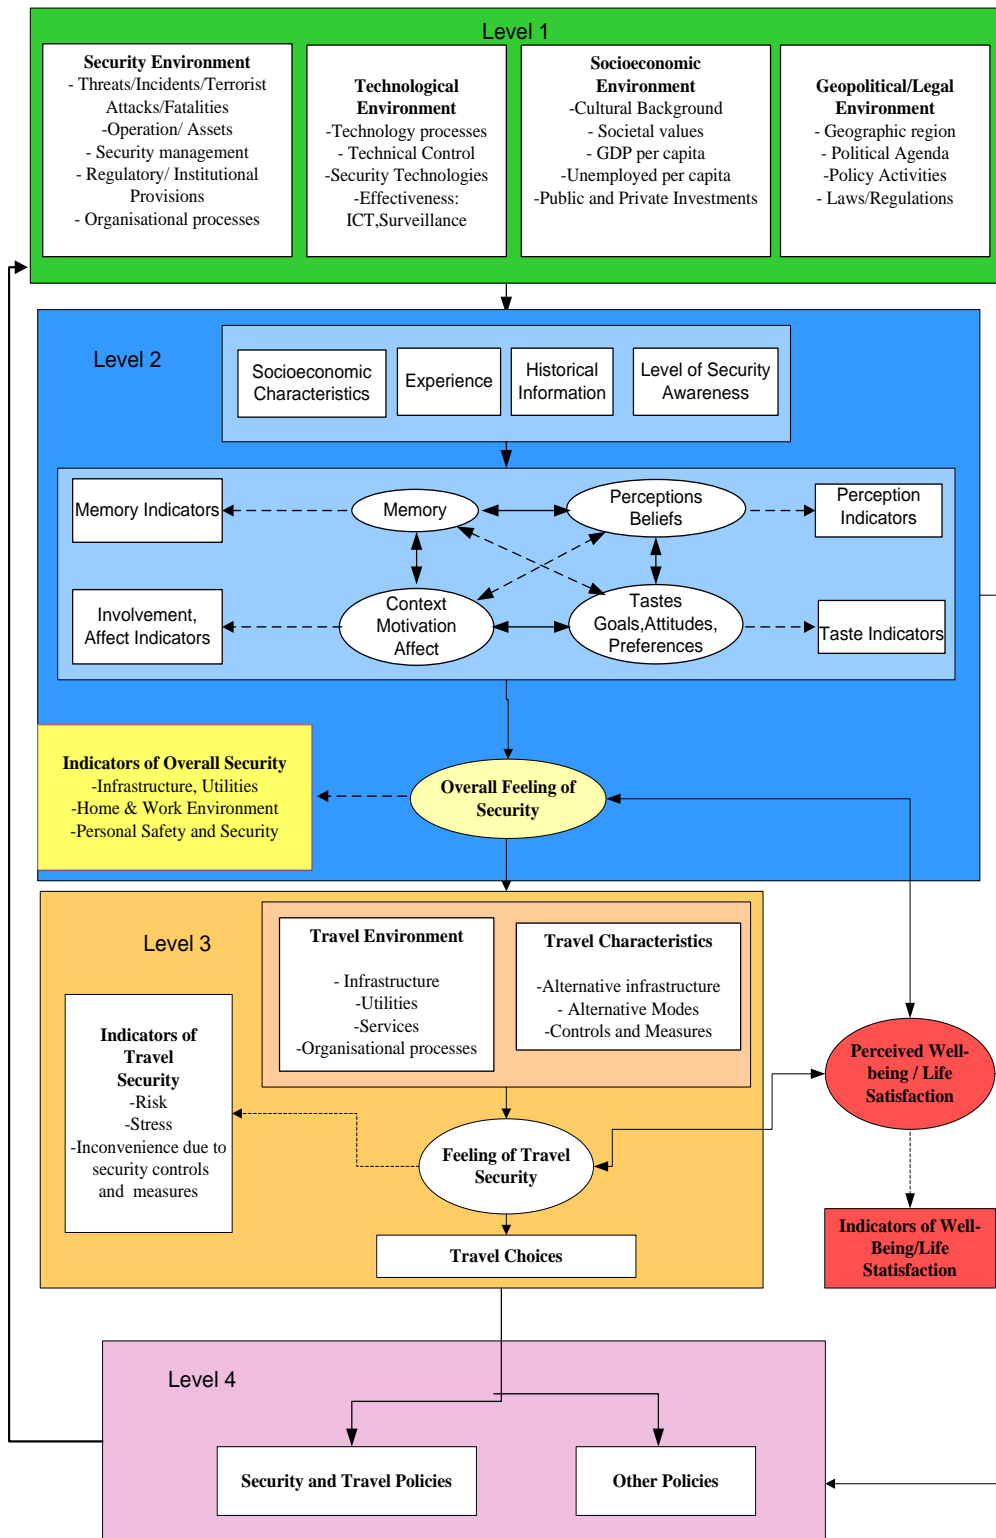 Level 1
Security Environment
- Threats/Incidents/Terrorist
Attacks/Fatalities
-Operation/ Assets
- Security management
- Regulatory/ Institutional
Provisions
- Organisational processes
Technological
Environment
-Technology processes
- Technical Control
-Security Technologies
-Effectiveness:
ICT,Surveillance
Socioeconomic
Environment
-Cultural Background
- Societal values
- GDP per capita
-Unemployed per capita
-Public and Private Investments
Geopolitical/Legal
Environment
- Geographic region
- Political Agenda
-Policy Activities
- Laws/Regulations
Level 2
Socioeconomic
Characteristics
Experience
Historical
Information
Level of Security
Awareness
Memory Indicators
Memory
Perceptions
Beliefs
Perception
Indicators
Involvement,
Affect Indicators
Context
Motivation
Affect
Tastes
Goals,Attitudes,
Preferences
Taste Indicators
Indicators of Overall Security
-Infrastructure, Utilities
-Home & Work Environment
-Personal Safety and Security
Overall Feeling of
Security
Level 3
Travel Environment
- Infrastructure
-Utilities
-Services
-Organisational processes
Travel Characteristics
-Alternative infrastructure
- Alternative Modes
-Controls and Measures
Indicators of
Travel
Security
-Risk
-Stress
-Inconvenience due to
security controls
and measures
Feeling of Travel
Security
Travel Choices
Perceived Well-
being / Life
Satisfaction
Indicators of Well-
Being/Life
Statisfaction
Level 4
Security and Travel Policies
Other Policies